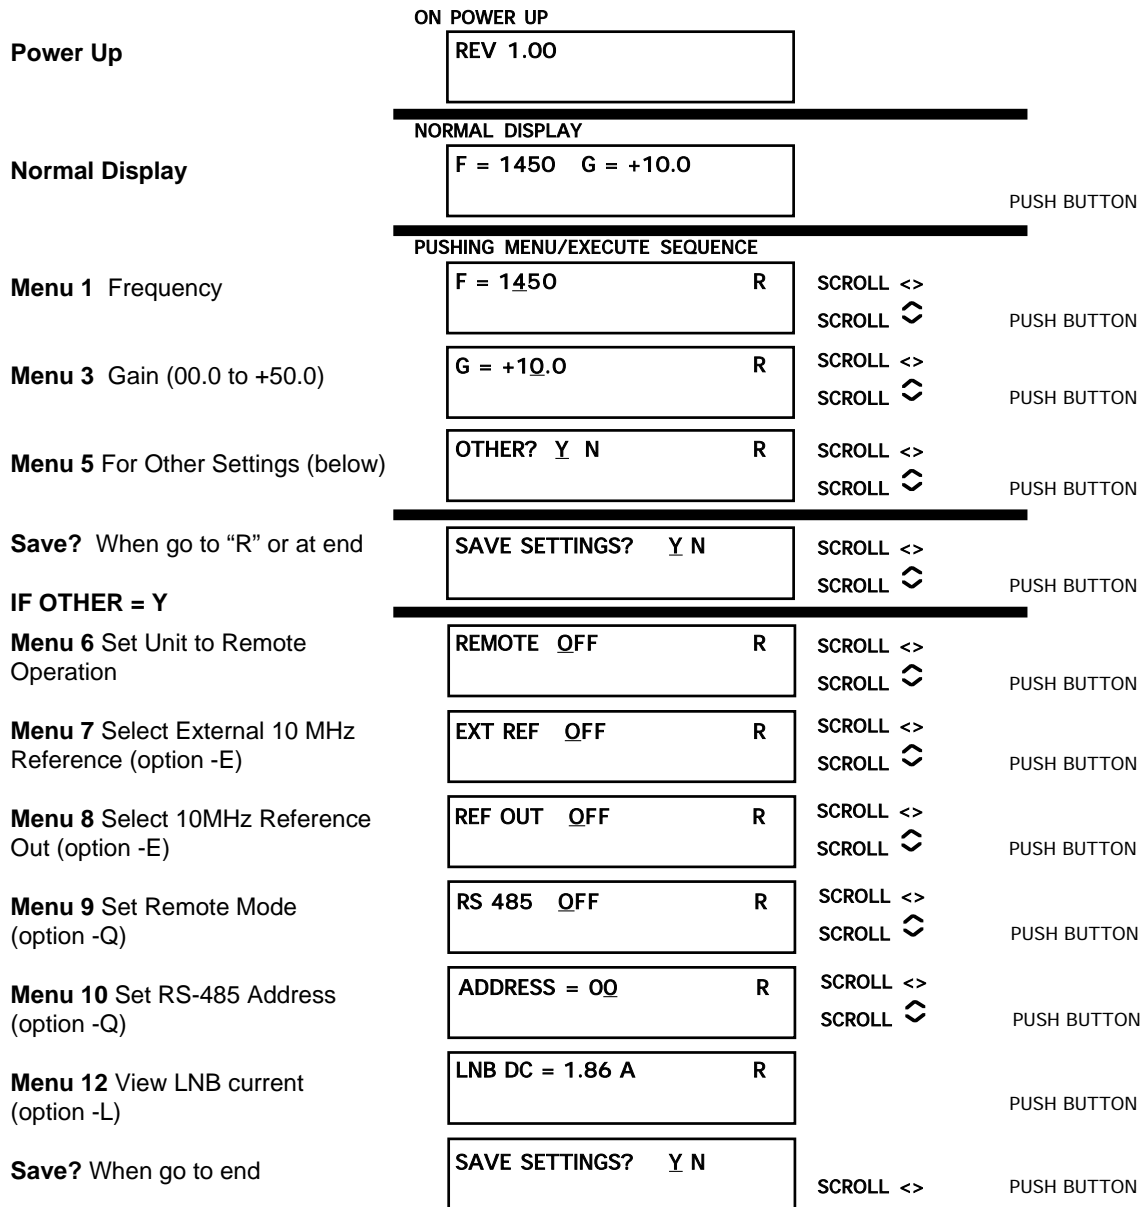 ON POWER UP
Power Up
REV 1.00
NORMAL DISPLAY
Normal Display
F = 1450 G = +10.0
PUSH BUTTON
PUSHING MENU/EXECUTE SEQUENCE
Menu 1 Frequency
F = 1450 R
SCROLL <>
SCROLL
PUSH BUTTON
Menu 3 Gain (00.0 to +50.0)
G = +10.0 R
SCROLL <>
SCROLL
PUSH BUTTON
Menu 5 For Other Settings (below)
OTHER? Y N R
SCROLL <>
SCROLL
PUSH BUTTON
Save? When go to “R” or at end
SAVE SETTINGS? Y N
SCROLL <>
SCROLL
PUSH BUTTON
IF OTHER = Y
Menu 6 Set Unit to Remote
Operation
REMOTE OFF R
SCROLL <>
SCROLL
PUSH BUTTON
Menu 7 Select External 10 MHz
Reference (option -E)
EXT REF OFF R
SCROLL <>
SCROLL
PUSH BUTTON
Menu 8 Select 10MHz Reference
Out (option -E)
REF OUT OFF R
SCROLL <>
SCROLL
PUSH BUTTON
Menu 9 Set Remote Mode
(option -Q)
RS 485 OFF R
SCROLL <>
SCROLL
PUSH BUTTON
Menu 10 Set RS-485 Address
(option -Q)
ADDRESS = 00 R
SCROLL <>
SCROLL
PUSH BUTTON
Menu 12 View LNB current
(option -L)
LNB DC = 1.86 A R
PUSH BUTTON
Save? When go to end
SAVE SETTINGS? Y N
SCROLL <>
PUSH BUTTON